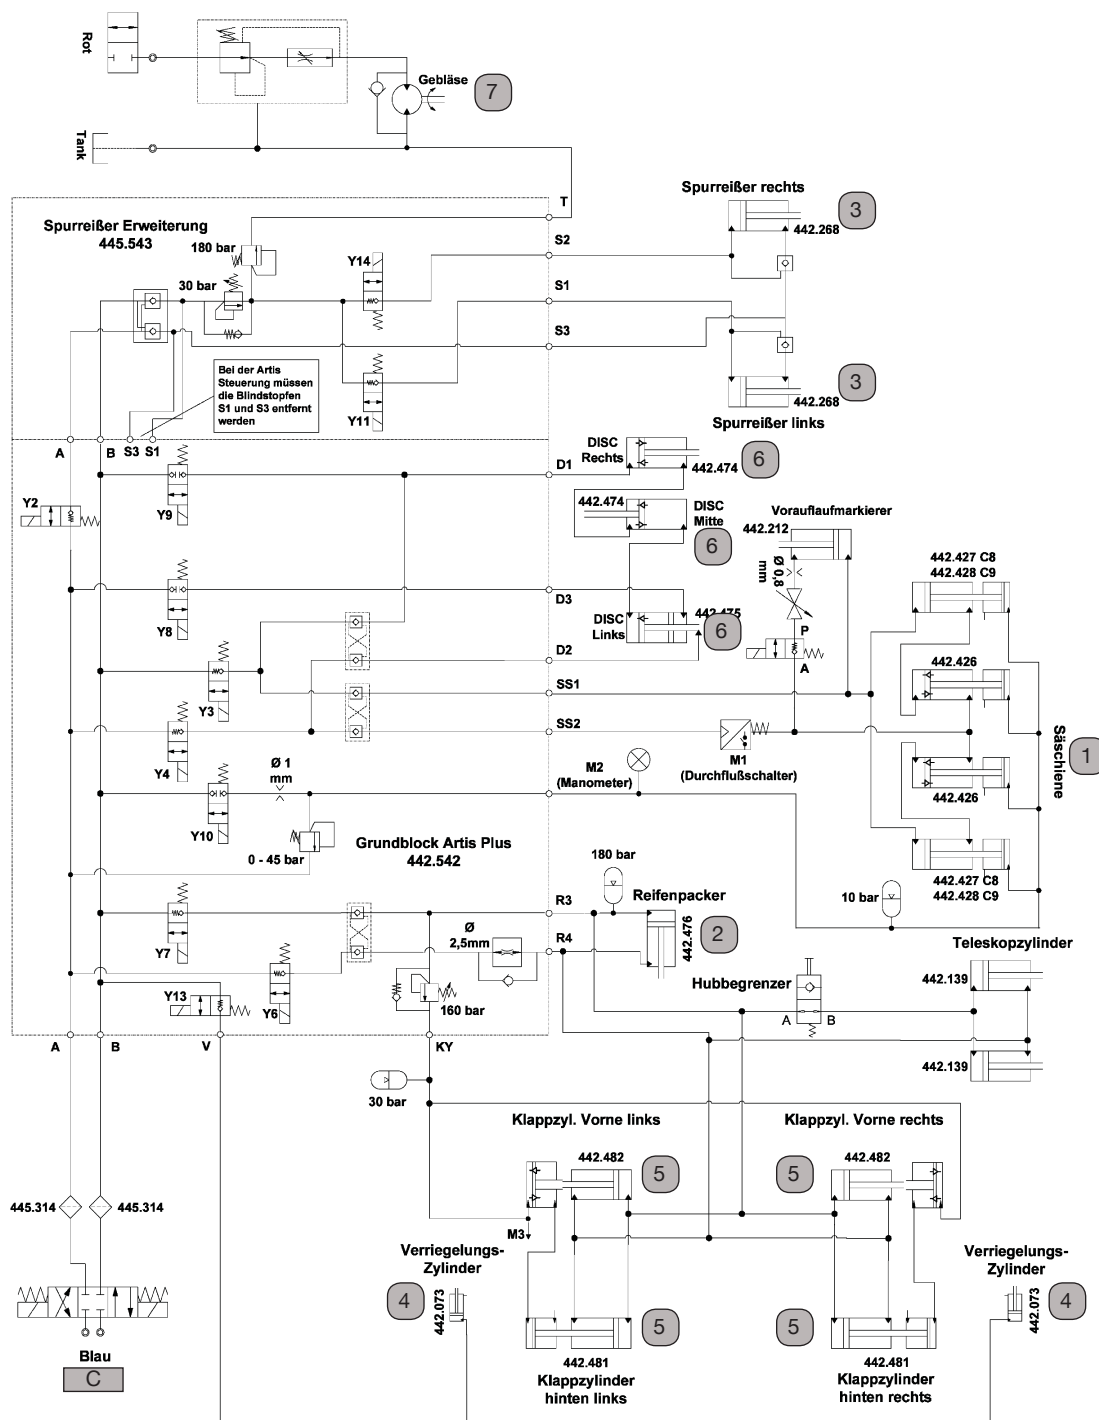 Rot
Gebläse
7
Tank
T
Spurreißer rechts
3
442.268
Spurreißer Erweiterung
445.543
180 bar
S2
Y14
30 bar
S1
S3
Bei der Artis
Steuerung müssen
die Blindstopfen
S1 und S3 entfernt
werden
Y11
3
442.268
Spurreißer links
A
B
S3
S1
DISC
Rechts
6
D1
442.474
Y2
Y9
442.474
DISC
Mitte
6
Vorauflaufmarkierer
442.212
Ø 0,8
mm
442.427 C8
442.428 C9
D3
Y8
DISC
Links
442.475
6
P
D2
A
442.426
SS1
Y3
SS2
Säschiene
1
Y4
Ø 1
mm
M2
(Manometer)
M1
(Durchflußschalter)
442.426
Y10
0 - 45 bar
Grundblock Artis Plus
442.542
180 bar
442.427 C8
442.428 C9
10 bar
R3
Reifenpacker
442.476
2
Ø
2,5mm
R4
Y7
Teleskopzylinder
442.139
Hubbegrenzer
Y13
Y6
160 bar
A
B
A
B
V
KY
442.139
30 bar
Klappzyl. Vorne links
Klappzyl. Vorne rechts
442.482
5
5
442.482
445.314
445.314
M3
Verriegelungs-
Zylinder
4
442.073
Verriegelungs-
Zylinder
442.073
4
5
5
Blau
C
442.481
Klappzylinder
hinten links
442.481
Klappzylinder
hinten rechts